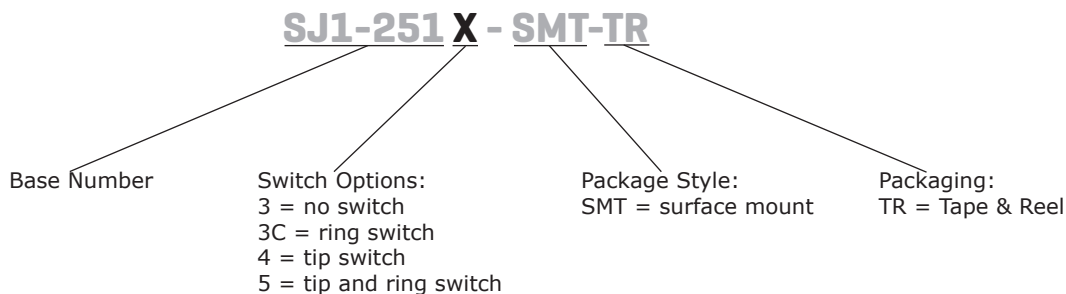 SJ1-251 X - SMT-TR
Base Number
Switch Options:
3 = no switch
3C = ring switch
4 = tip switch
5 = tip and ring switch
Package Style:
SMT = surface mount
Packaging:
TR = Tape & Reel